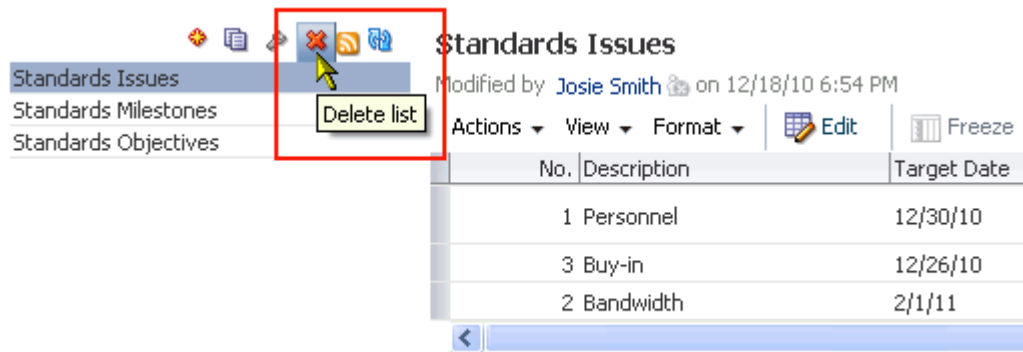 Standards Issues
Standards Milestones
Standards Objectives
Delete list
Standards Issues
Modified by Josie Smith on 12/18/10 6:54 PM
Actions View Format Edit Freeze
No. Description Target Date
1 Personnel 12/30/10
3 Buy-in 12/26/10
2 Bandwidth 2/1/11